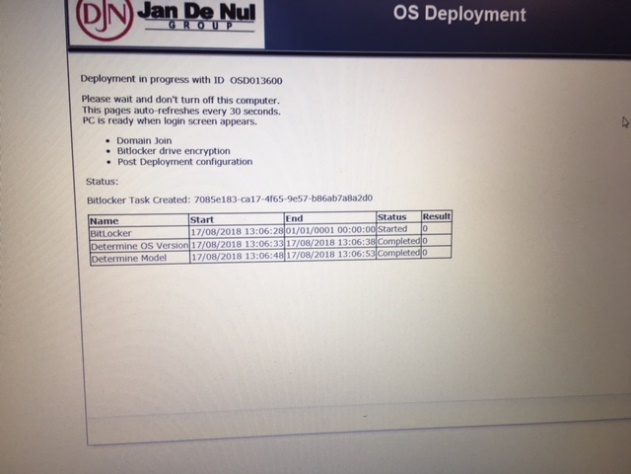 DJN Jan De Nul
GROUP
OS Deployment
Deployment in progress with ID OSD013600
Please wait and don't turn off this computer.
This pages auto-refreshes every 30 seconds.
PC is ready when login screen appears.
• Domain Join
• Bitlocker drive encryption
• Post Deployment configuration
Status:
Bitlocker Task Created: 7085e183-ca17-4f65-9e57-b86ab7a8a2d0
Name Start End Status Result
BitLocker 17/08/2018 13:06:28 01/01/0001 00:00:00 Started 0
Determine OS Version 17/08/2018 13:06:33 17/08/2018 13:06:38 Completed 0
Determine Model 17/08/2018 13:06:48 17/08/2018 13:06:53 Completed 0